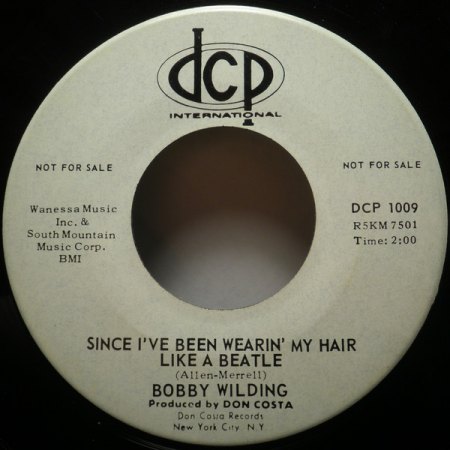 dcp
INTERNATIONAL
NOT FOR SALE
NOT FOR SALE
Wanessa Music
Inc. &
South Mountain
Music Corp.
BMI
DCP 1009
R5KM 7501
Time: 2:00
SINCE I'VE BEEN WEARIN' MY HAIR
LIKE A BEATLE
(Allen-Merrell)
BOBBY WILDING
Produced by DON COSTA
Don Costa Records
New York City, N.Y.